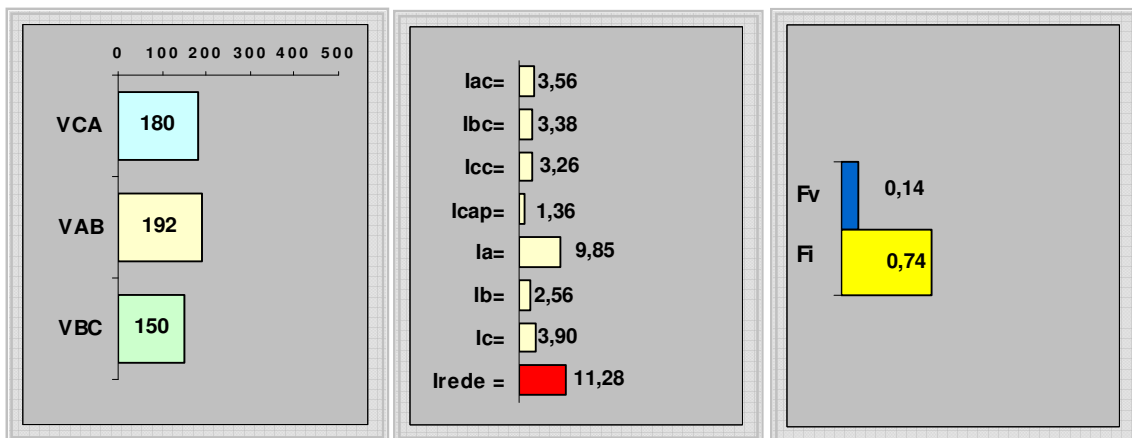 0 100 200 300 400 500
VCA 180
VAB 192
VBC 150
Iac= 3,56
Ibc= 3,38
Icc= 3,26
Icap= 1,36
Ia= 9,85
Ib= 2,56
Ic= 3,90
Irede = 11,28
Fv 0,14
Fi 0,74